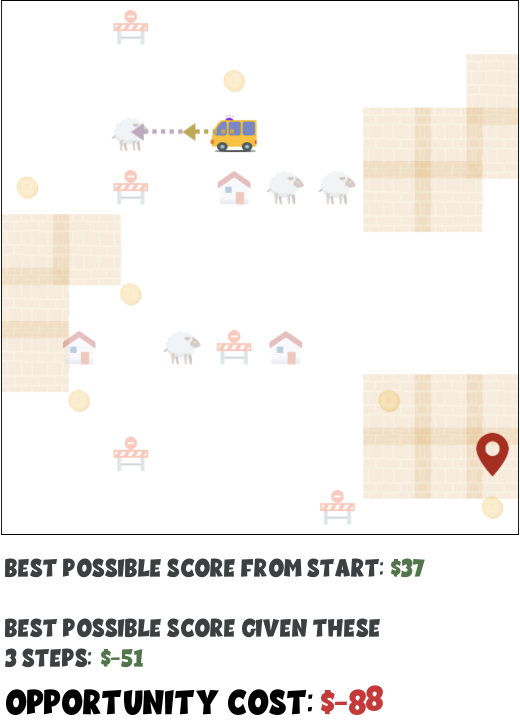 BEST POSSIBLE SCORE FROM START: $37
BEST POSSIBLE SCORE GIVEN THESE
3 STEPS: $-51
OPPORTUNITY COST: $-88